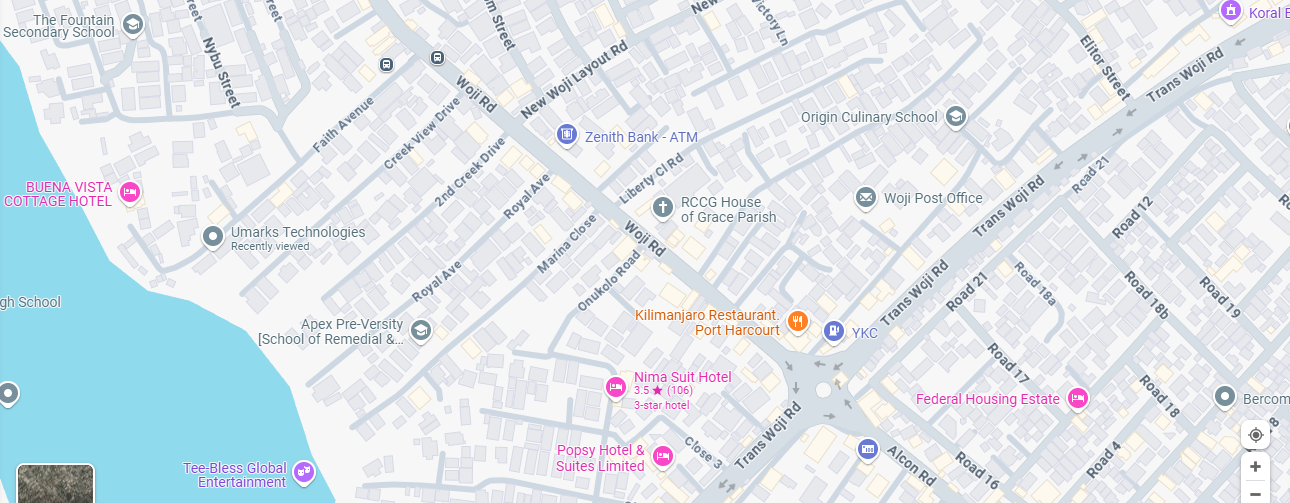 The Fountain
Secondary School
Nybu Street
New Woji Layout Rd
Woji Rd
Elitor Street
Trans Woji Rd
Faith Avenue
Creek View Drive
2nd Creek Drive
Zenith Bank - ATM
Origin Culinary School
BUENA VISTA
COTTAGE HOTEL
Royal Ave
Liberty Cl Rd
Road 21
RCCG House
of Grace Parish
Woji Post Office
Trans Woji Rd
Road 12
Umarks Technologies
Recently viewed
Marina Close
Woji Rd
Royal Ave
Onukolo Road
Trans Woji Rd
Road 21
Road 18a
Road 18b
Road 19
gh School
Apex Pre-Versity
[School of Remedial &...
Kilimanjaro Restaurant.
Port Harcourt
YKC
Road 17
Nima Suit Hotel
3.5 ★ (106)
3-star hotel
Federal Housing Estate
Road 18
Bercom
Trans Woji Rd
Close 3
Popsy Hotel &
Suites Limited
Alcon Rd
Road 16
Road 4
Tee-Bless Global
Entertainment